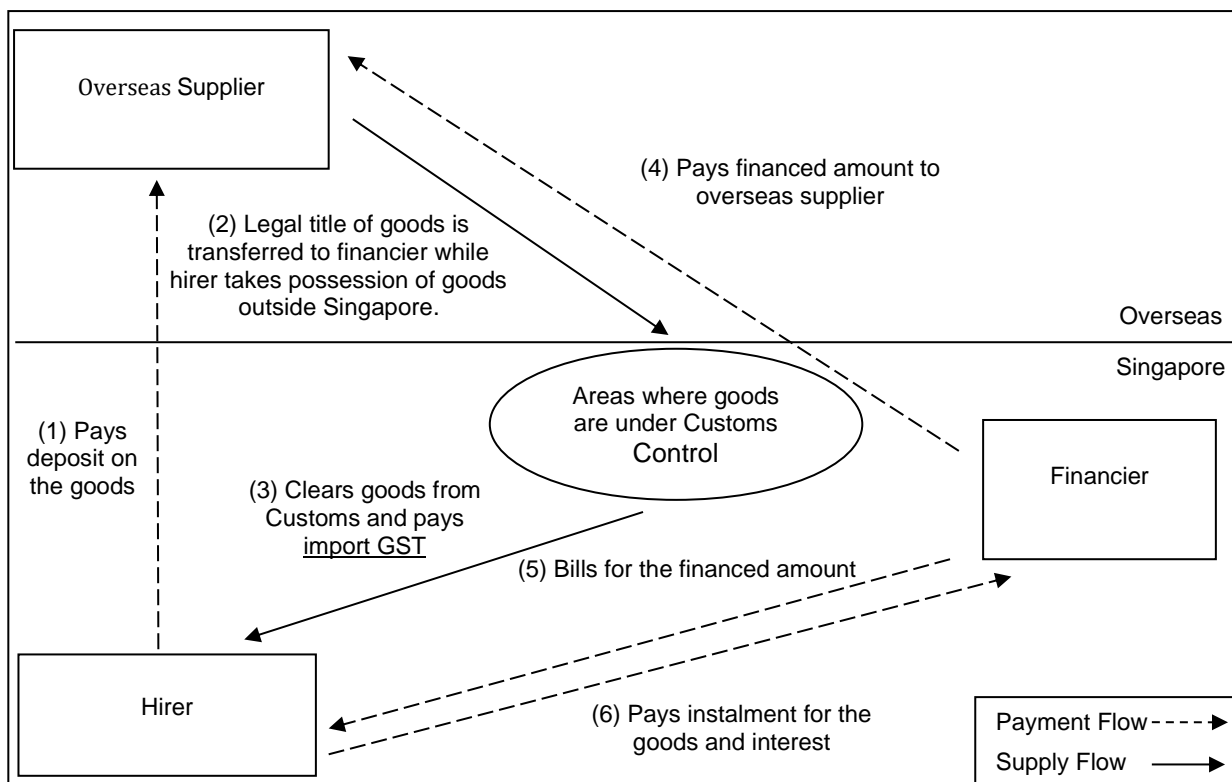 Overseas Supplier
(4) Pays financed amount to
overseas supplier
(2) Legal title of goods is
transferred to financier while
hirer takes possession of goods
outside Singapore.
Overseas
Singapore
Areas where goods
are under Customs
Control
(1) Pays
deposit on
the goods
Financier
(3) Clears goods from
Customs and pays
import GST
(5) Bills for the financed amount
Hirer
(6) Pays instalment for the
goods and interest
Payment Flow
Supply Flow